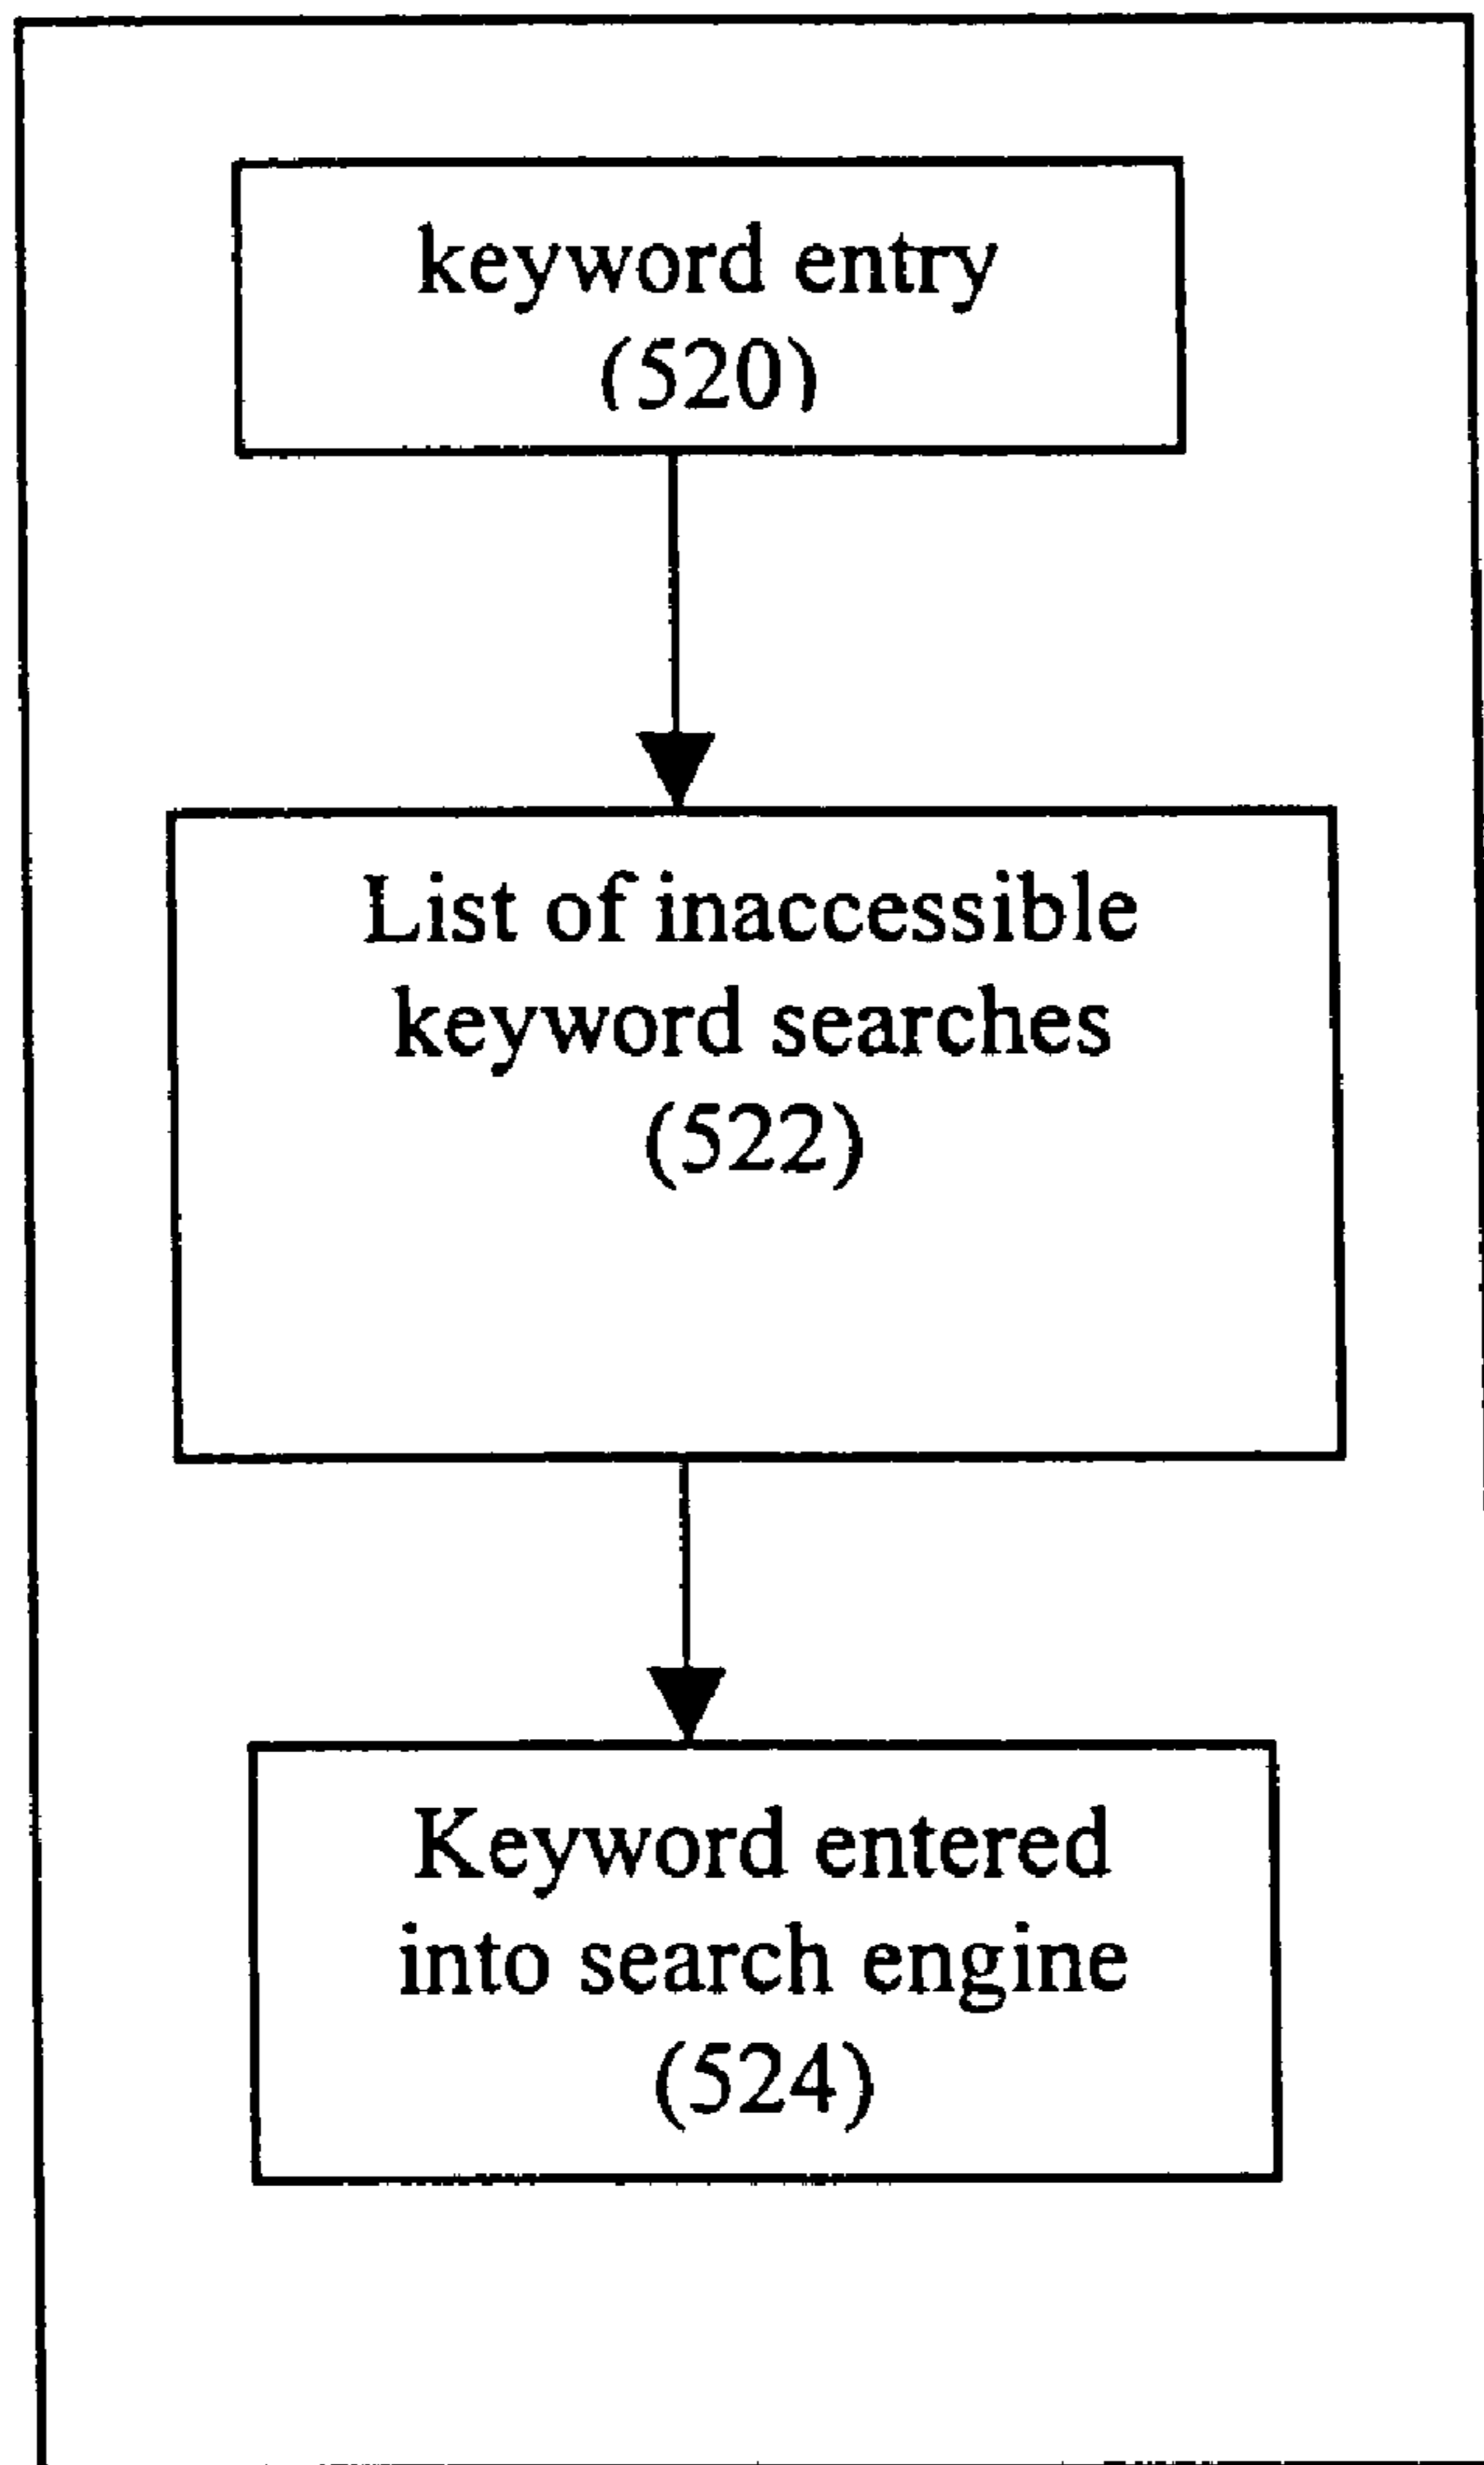 keyword entry
(520)
List of inaccessible
keyword searches
(522)
Keyword entered
into search engine
(524)